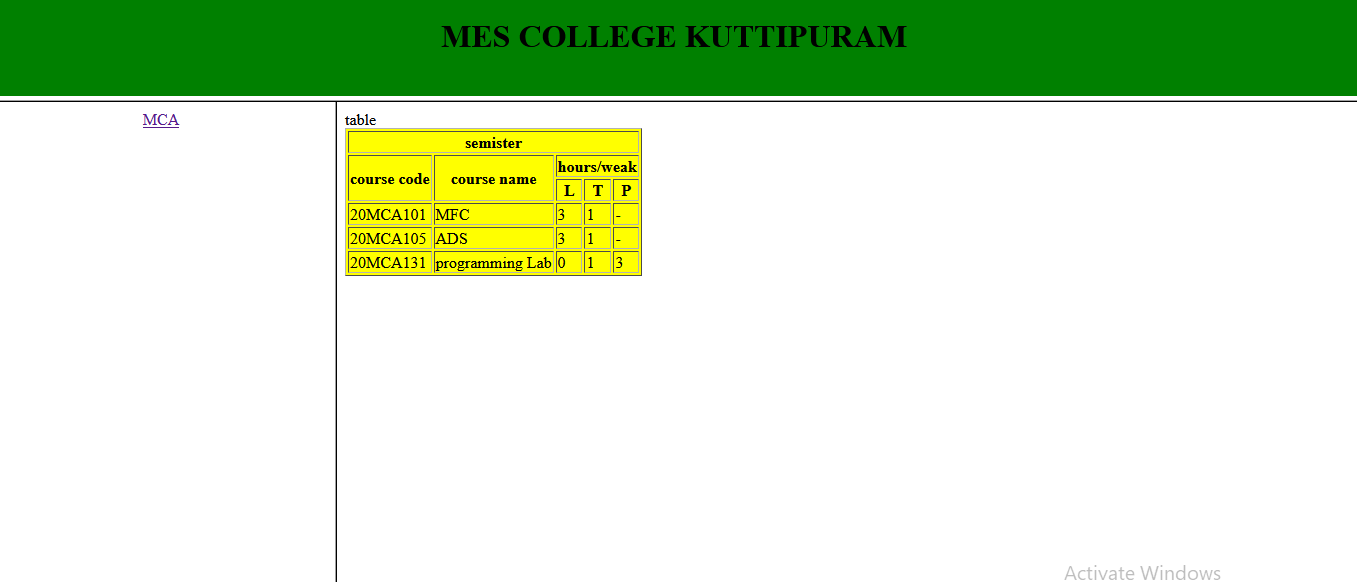 MES COLLEGE KUTTIPURAM
MCA
table
semister
course code course name hours/weak
L T P
20MCA101 MFC 3 1 -
20MCA105 ADS 3 1 -
20MCA131 programming Lab 0 1 3
Activate Windows